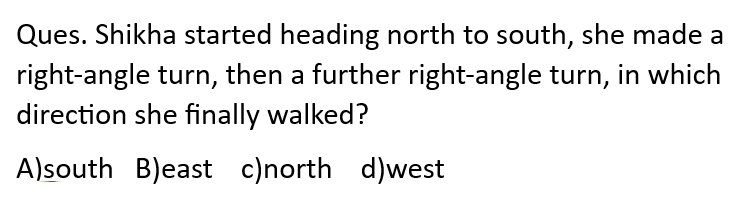 Ques. Shikha started heading north to south, she made a
right-angle turn, then a further right-angle turn, in which
direction she finally walked?
A)south B)east c)north d)west